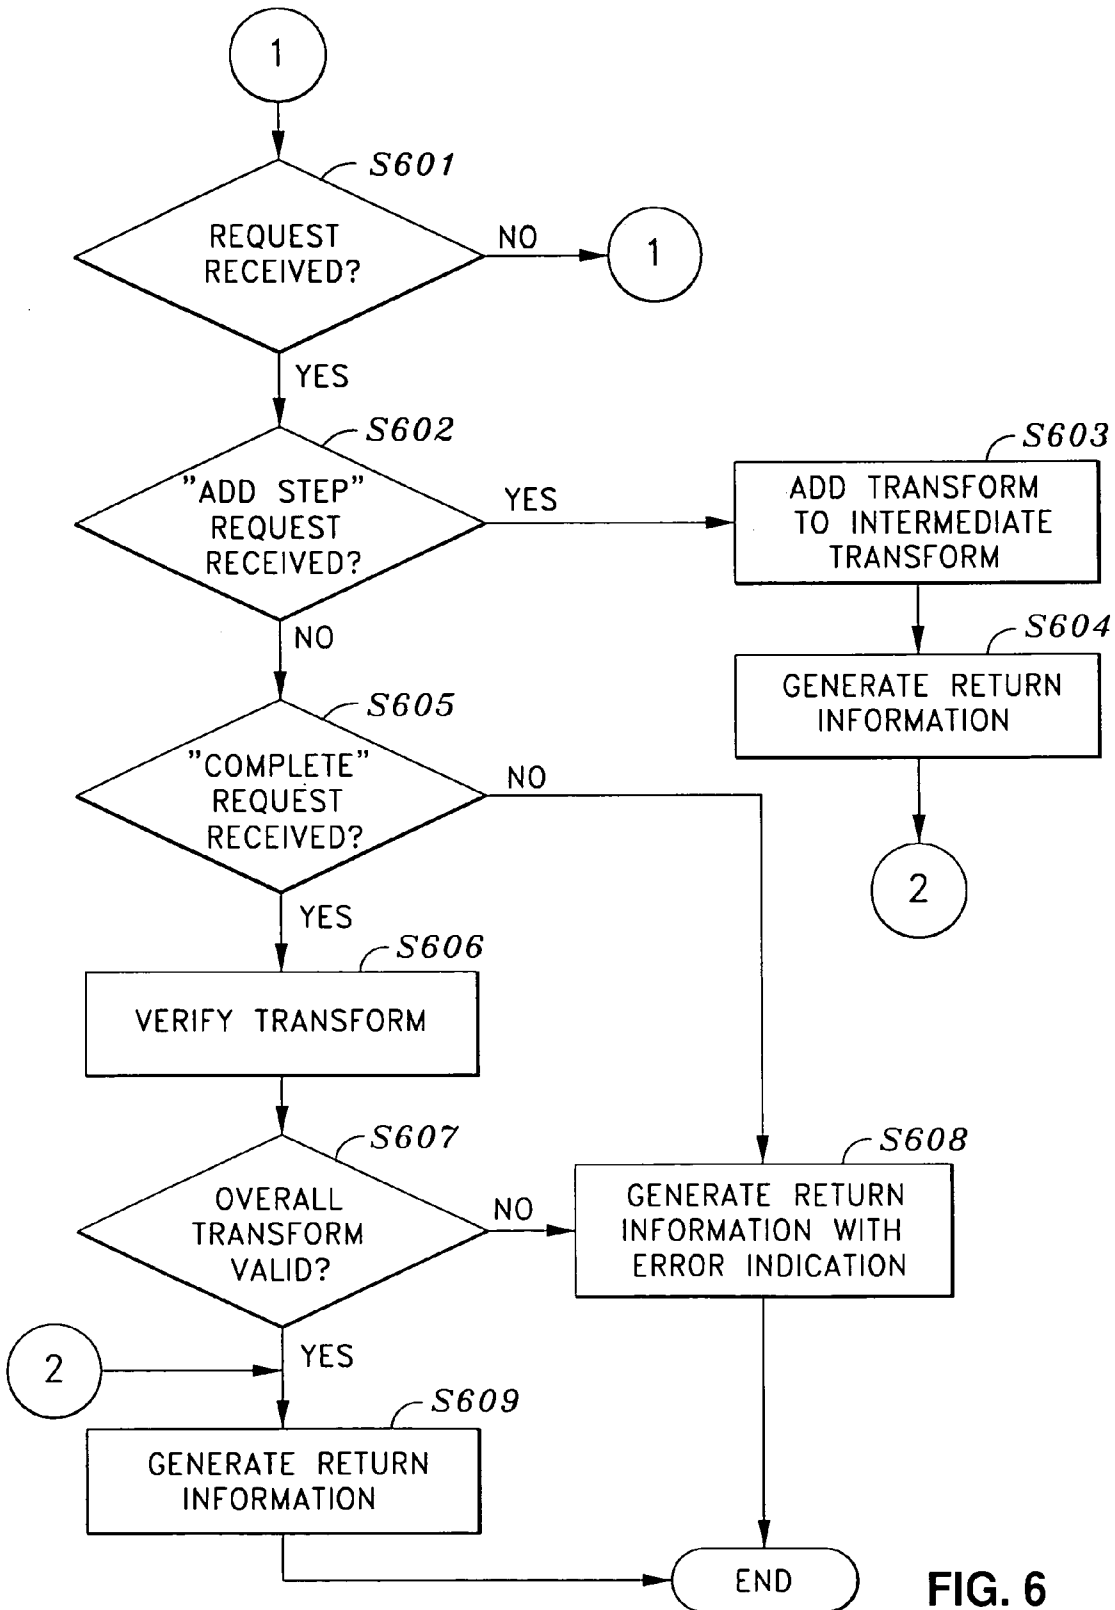 1
S601
REQUEST
RECEIVED?
NO
1
YES
S602
"ADD STEP"
REQUEST
RECEIVED?
YES
S603
ADD TRANSFORM
TO INTERMEDIATE
TRANSFORM
S604
GENERATE RETURN
INFORMATION
2
NO
S605
"COMPLETE"
REQUEST
RECEIVED?
NO
YES
S606
VERIFY TRANSFORM
S607
OVERALL
TRANSFORM
VALID?
NO
S608
GENERATE RETURN
INFORMATION WITH
ERROR INDICATION
YES
2
S609
GENERATE RETURN
INFORMATION
END
FIG. 6